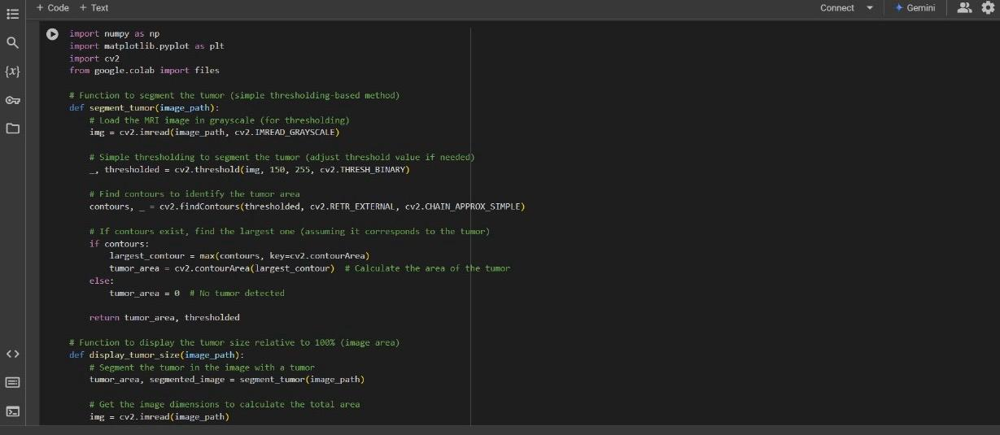 + Code + Text
Connect
Gemini
{x}
import numpy as np
import matplotlib.pyplot as plt
import cv2
from google.colab import files
# Function to segment the tumor (simple thresholding-based method)
def segment_tumor(image_path):
    # Load the MRI image in grayscale (for thresholding)
    img = cv2.imread(image_path, cv2.IMREAD_GRAYSCALE)
    # Simple thresholding to segment the tumor (adjust threshold value if needed)
    _, thresholded = cv2.threshold(img, 150, 255, cv2.THRESH_BINARY)
    # Find contours to identify the tumor area
    contours, _ = cv2.findContours(thresholded, cv2.RETR_EXTERNAL, cv2.CHAIN_APPROX_SIMPLE)
    # If contours exist, find the largest one (assuming it corresponds to the tumor)
    if contours:
        largest_contour = max(contours, key=cv2.contourArea)
        tumor_area = cv2.contourArea(largest_contour)  # Calculate the area of the tumor
    else:
        tumor_area = 0  # No tumor detected
    return tumor_area, thresholded
# Function to display the tumor size relative to 100% (image area)
def display_tumor_size(image_path):
    # Segment the tumor in the image with a tumor
    tumor_area, segmented_image = segment_tumor(image_path)
    # Get the image dimensions to calculate the total area
    img = cv2.imread(image_path)